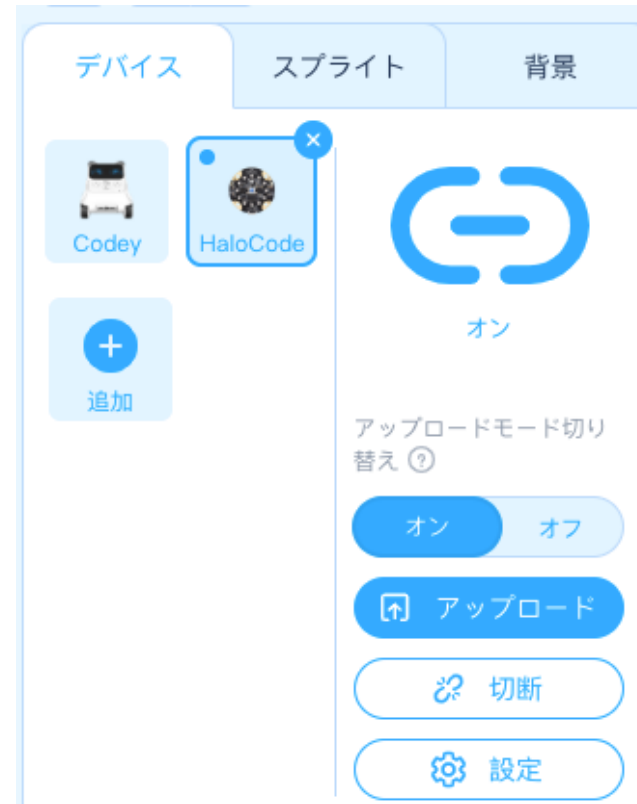 デバイス
スプライト
背景
Codey
HaloCode
追加
オン
アップロードモード切り
替え ?
オン
オフ
アップロード
切断
設定